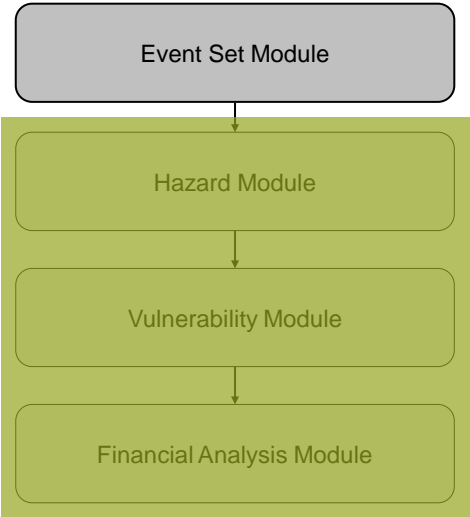 Event Set Module
Hazard Module
Vulnerability Module
Financial Analysis Module